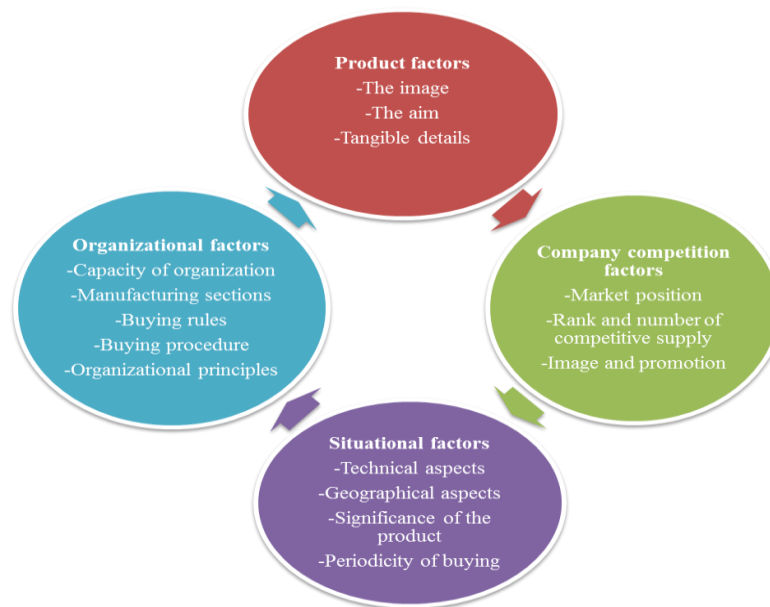 Product factors
-The image
-The aim
-Tangible details
Organizational factors
-Capacity of organization
-Manufacturing sections
-Buying rules
-Buying procedure
-Organizational principles
Company competition
factors
-Market position
-Rank and number of
competitive supply
-Image and promotion
Situational factors
-Technical aspects
-Geographical aspects
-Significance of the
product
-Periodicity of buying